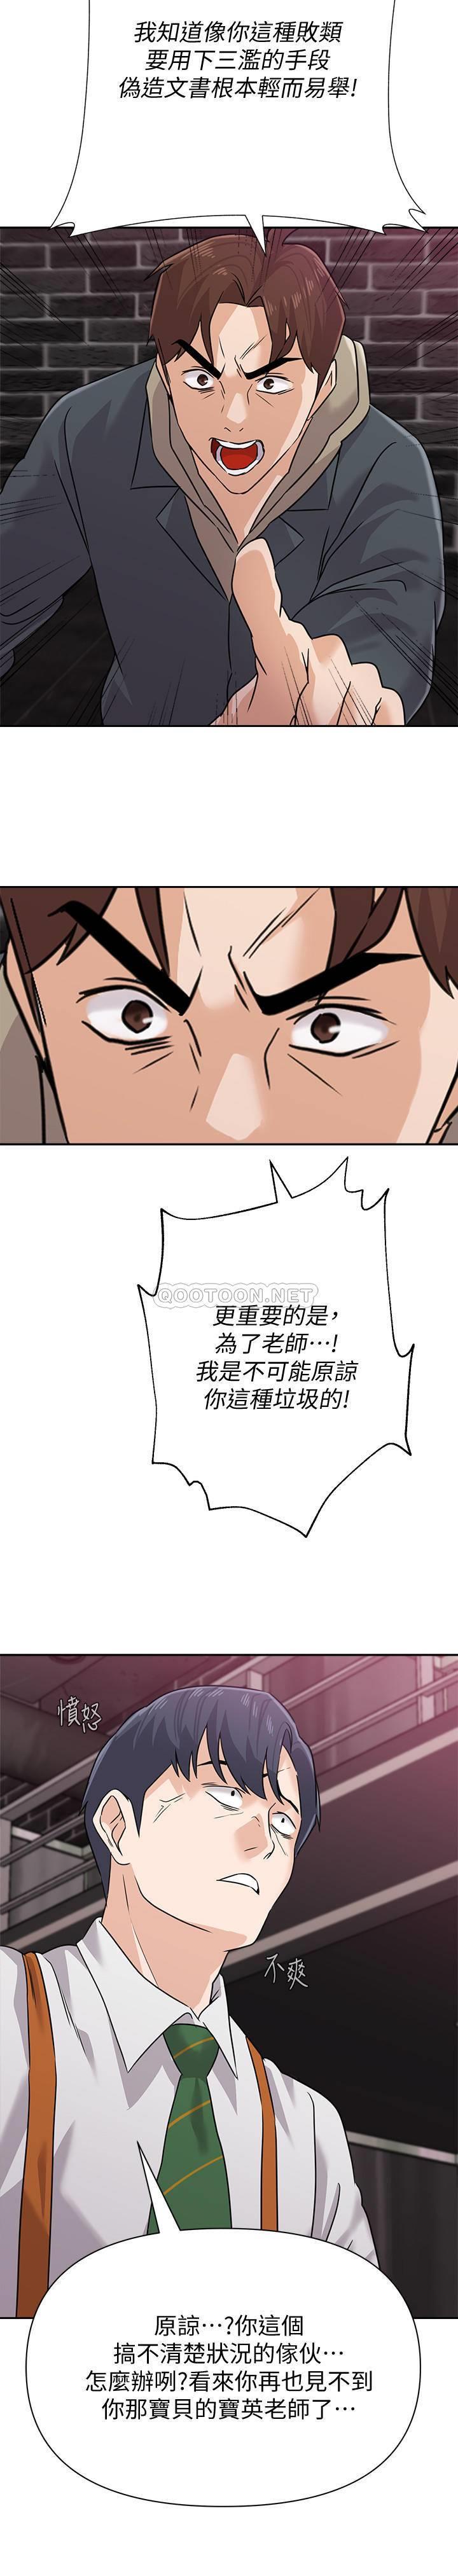 我知道像你這種敗類
要用下三濫的手段
偽造文書根本輕而易舉!
QOOTOON.NET
更重要的是,
為了老師…!
我是不可能原諒
你這種垃圾的!
憤怒
不爽
原諒…?你這個
搞不清楚狀況的傢伙…
怎麼辦咧?看來你再也見不到
你那寶貝的寶英老師了…